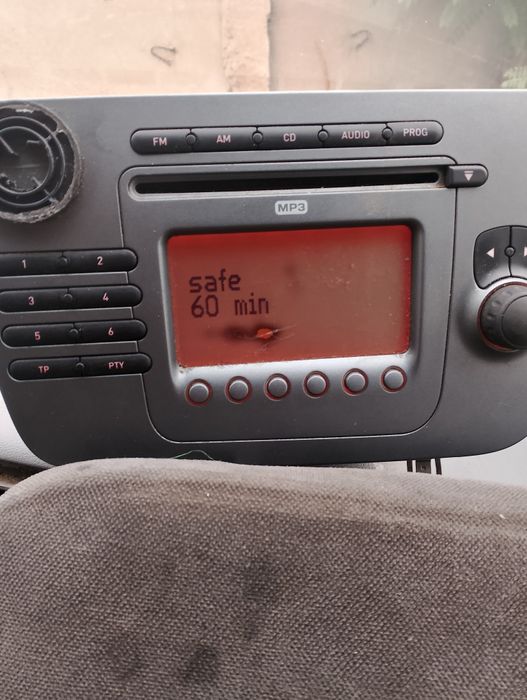 FM AM CD AUDIO PROG
MP3
1 2
3 4
5 6
TP PTY
safe
60 min